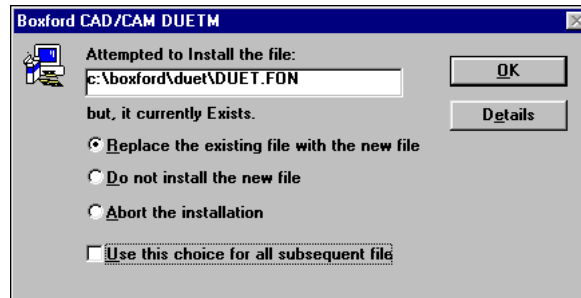 Boxford CAD/CAM DUETM
Attempted to Install the file:
c:\boxford\duet\DUET.FON
but, it currently Exists.
Replace the existing file with the new file
Do not install the new file
Abort the installation
Use this choice for all subsequent file
OK
Details